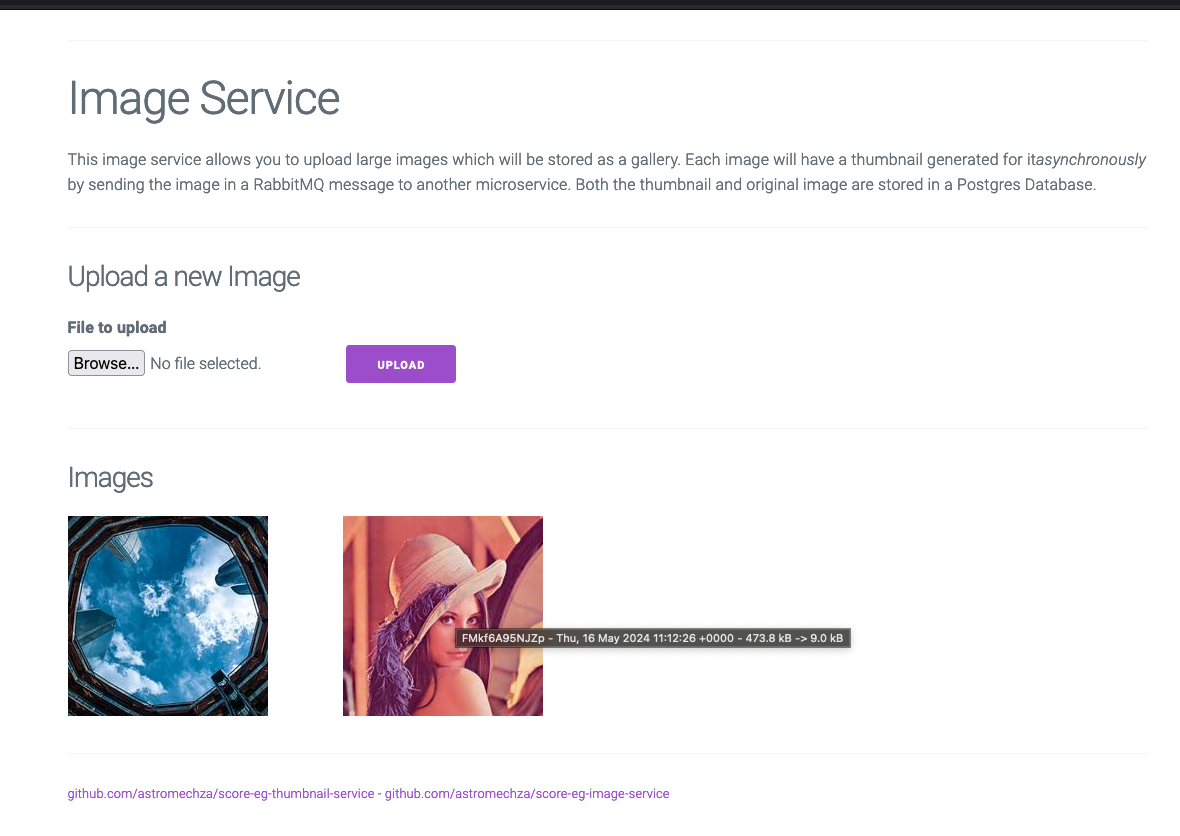 Image Service
This image service allows you to upload large images which will be stored as a gallery. Each image will have a thumbnail generated for itasynchronously
by sending the image in a RabbitMQ message to another microservice. Both the thumbnail and original image are stored in a Postgres Database.
Upload a new Image
File to upload
Browse... No file selected. UPLOAD
Images
FMkf6A95NJZp - Thu, 16 May 2024 11:12:26 +0000 - 473.8 kB -> 9.0 kB
github.com/astromechza/score-eg-thumbnail-service - github.com/astromechza/score-eg-image-service